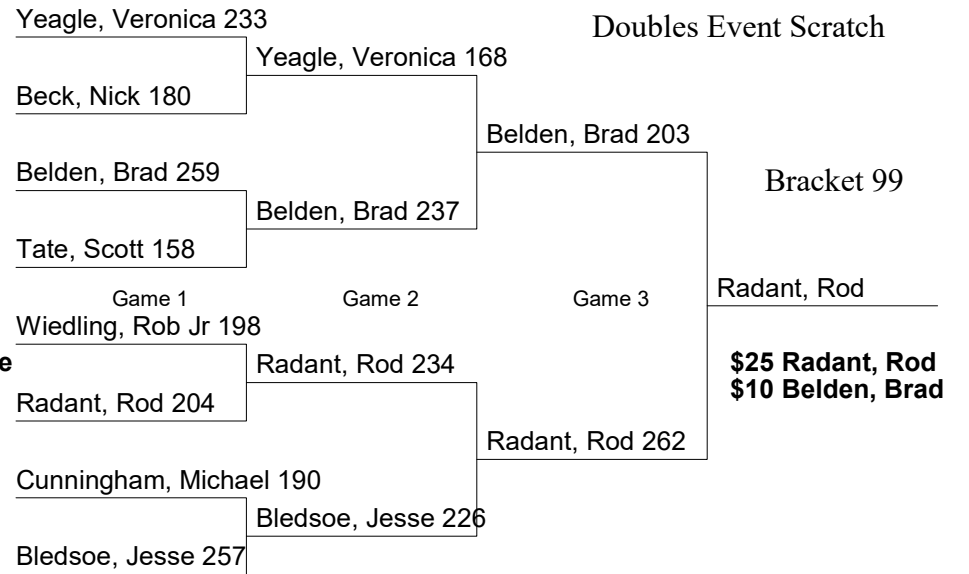 Yeagle, Veronica 233
Doubles Event Scratch
Yeagle, Veronica 168
Beck, Nick 180
Belden, Brad 203
Belden, Brad 259
Bracket 99
Belden, Brad 237
Tate, Scott 158
Game 1
Game 2
Game 3
Radant, Rod
Wiedling, Rob Jr 198
e
Radant, Rod 234
$25 Radant, Rod
$10 Belden, Brad
Radant, Rod 204
Radant, Rod 262
Cunningham, Michael 190
Bledsoe, Jesse 226
Bledsoe, Jesse 257